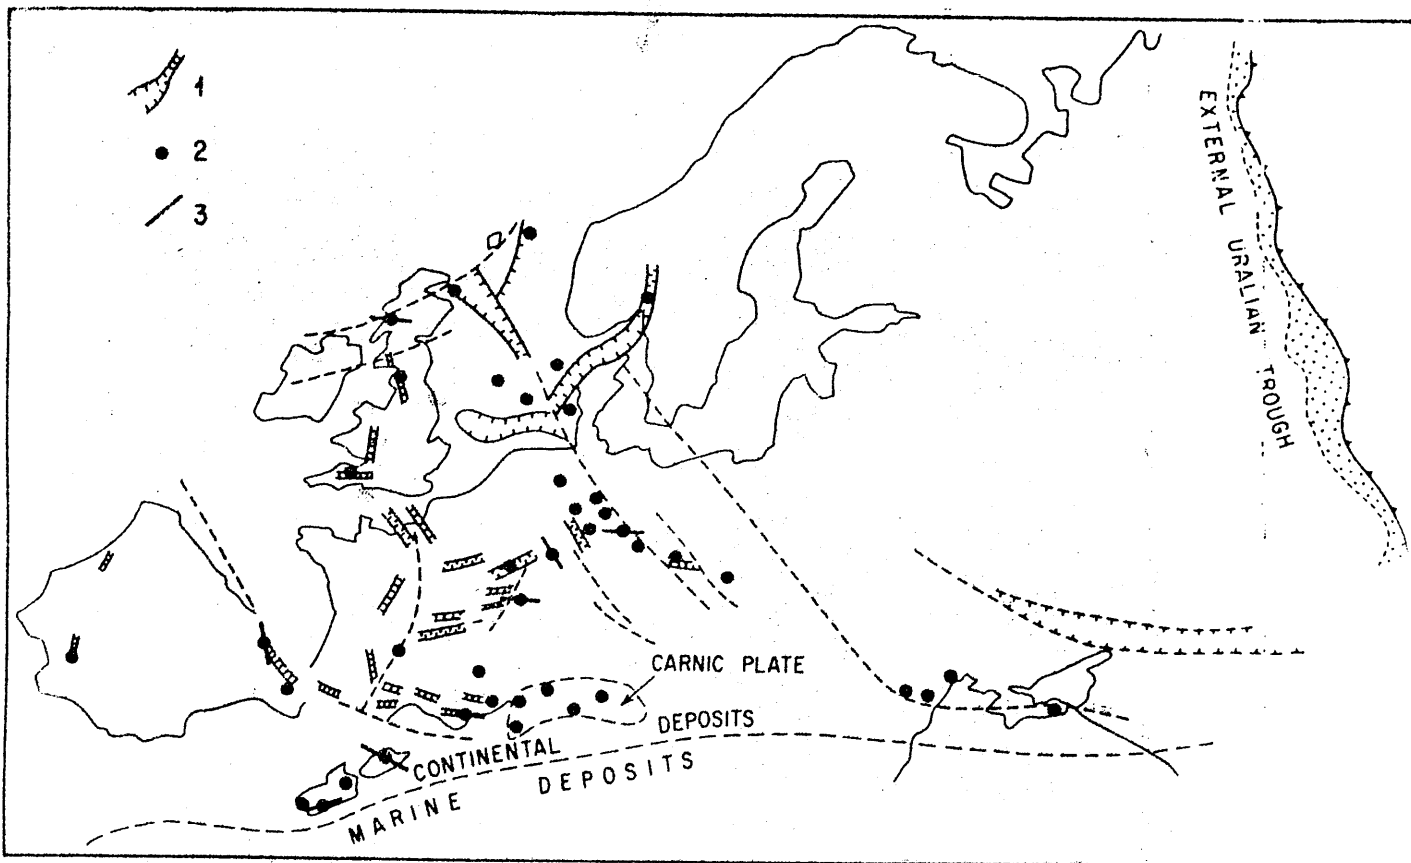 1
2
3
EXTERNAL URALIAN TROUGH
CARNIC PLATE
CONTINENTAL DEPOSITS
MARINE DEPOSITS